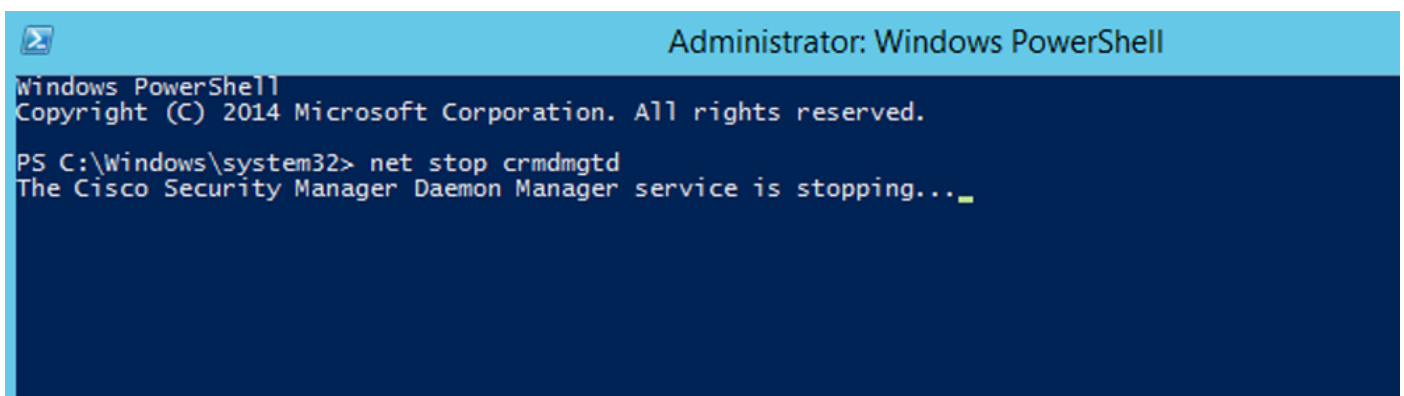 Administrator: Windows PowerShell
Windows PowerShell
Copyright (C) 2014 Microsoft Corporation. All rights reserved.
PS C:\Windows\system32> net stop crmdmgtd
The Cisco Security Manager Daemon Manager service is stopping...